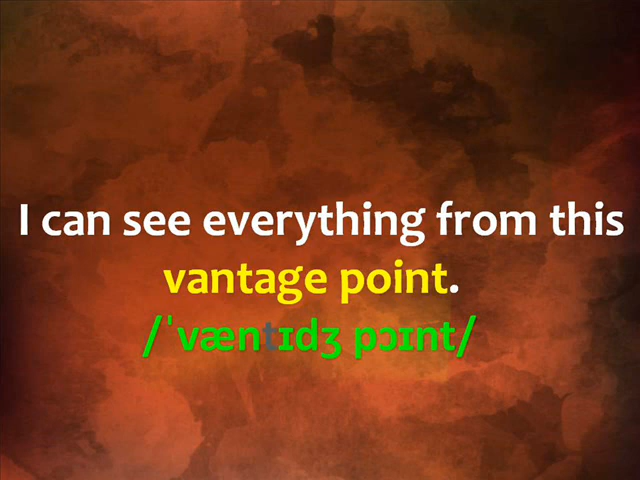 I can see everything from this
vantage point.
/ˈvæntɪdʒ pɔɪnt/